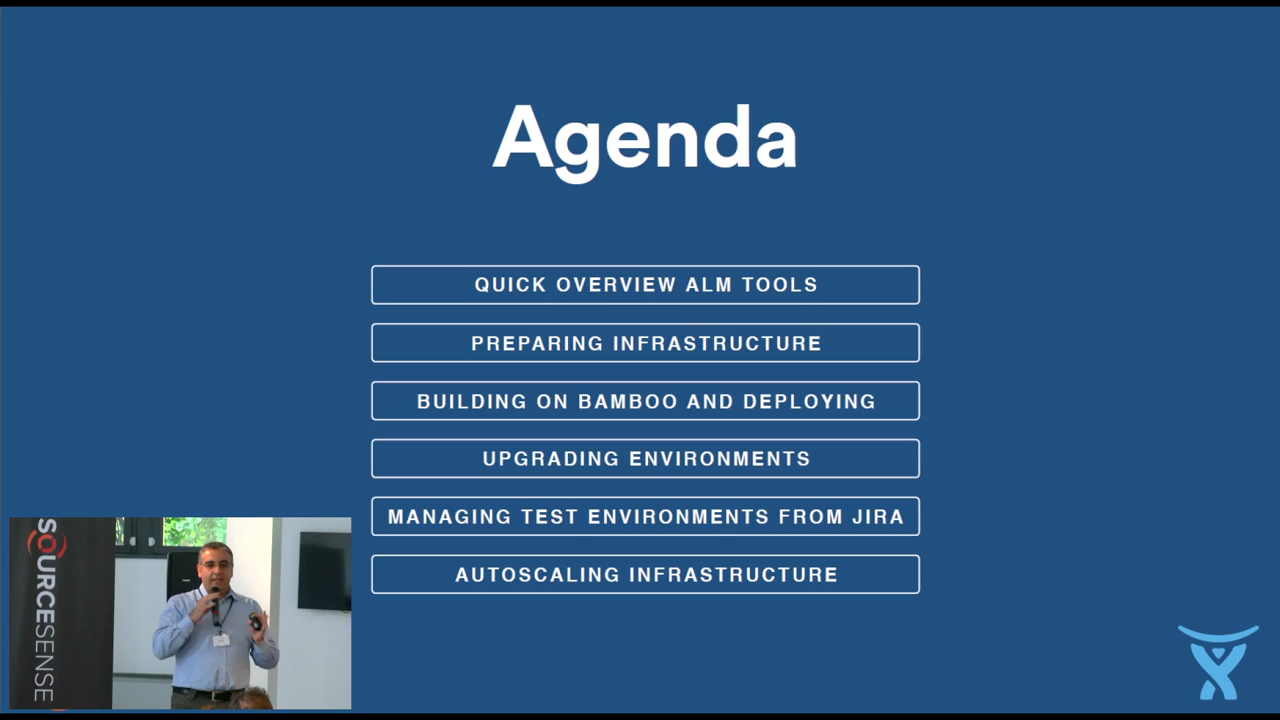 Agenda
QUICK OVERVIEW ALM TOOLS
PREPARING INFRASTRUCTURE
BUILDING ON BAMBOO AND DEPLOYING
UPGRADING ENVIRONMENTS
MANAGING TEST ENVIRONMENTS FROM JIRA
AUTOSCALING INFRASTRUCTURE
SOURCESENSE